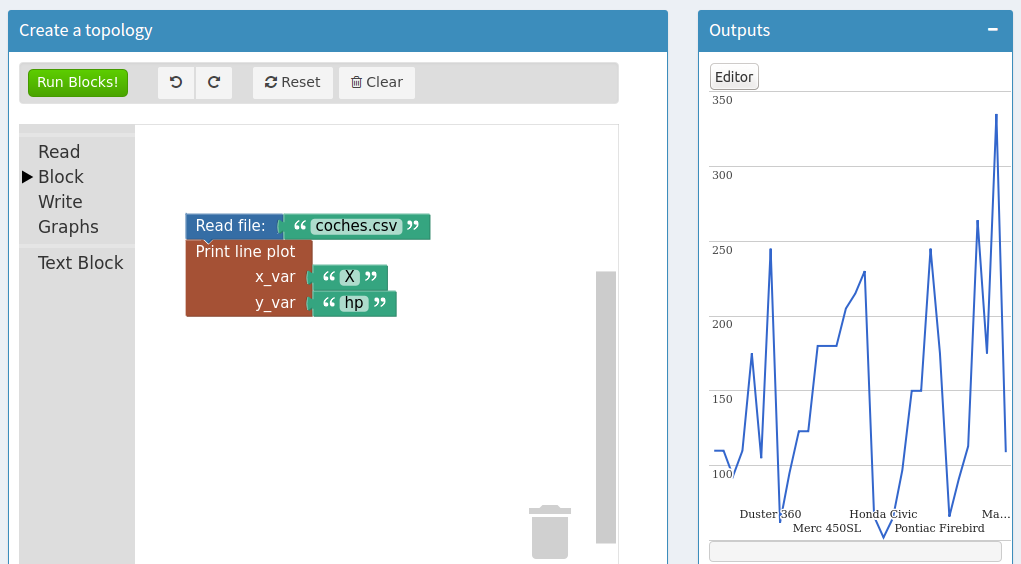 Create a topology
Run Blocks!
Reset
Clear
Read
Block
Write
Graphs
Text Block
Read file: “ coches.csv ”
Print line plot
x_var “ X ”
y_var “ hp ”
Outputs
Editor
350
300
250
200
150
100
Duster 360
Honda Civic
Ma...
Merc 450SL
Pontiac Firebird